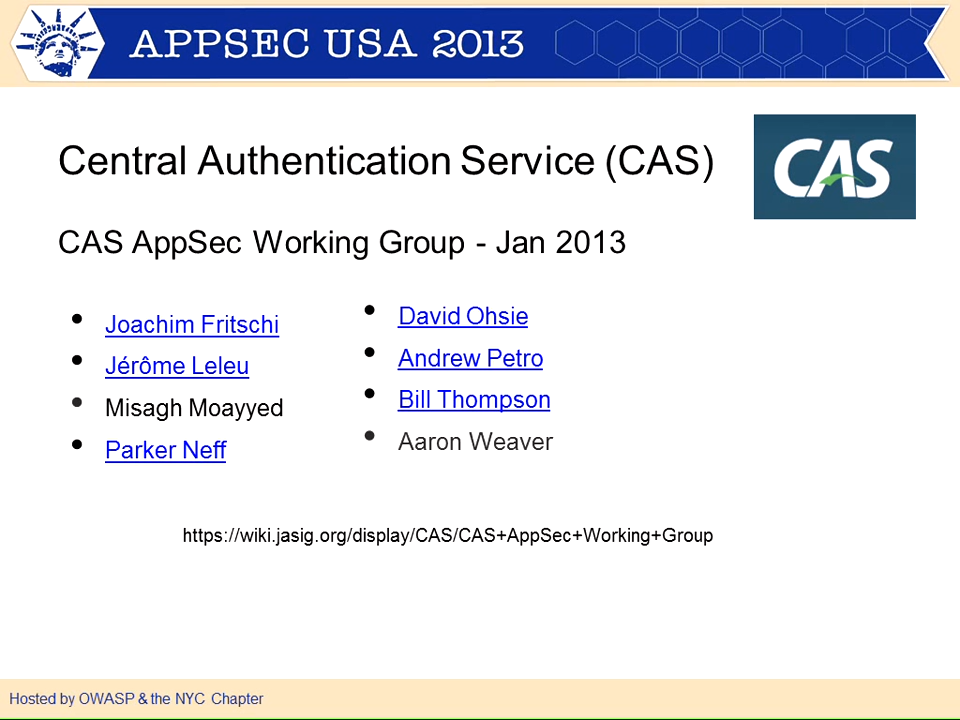 APPSEC USA 2013
Central Authentication Service (CAS)
CAS
CAS AppSec Working Group - Jan 2013
• Joachim Fritschi
• Jérôme Leleu
• Misagh Moayyed
• Parker Neff
• David Ohsie
• Andrew Petro
• Bill Thompson
• Aaron Weaver
https://wiki.jasig.org/display/CAS/CAS+AppSec+Working+Group
Hosted by OWASP & the NYC Chapter